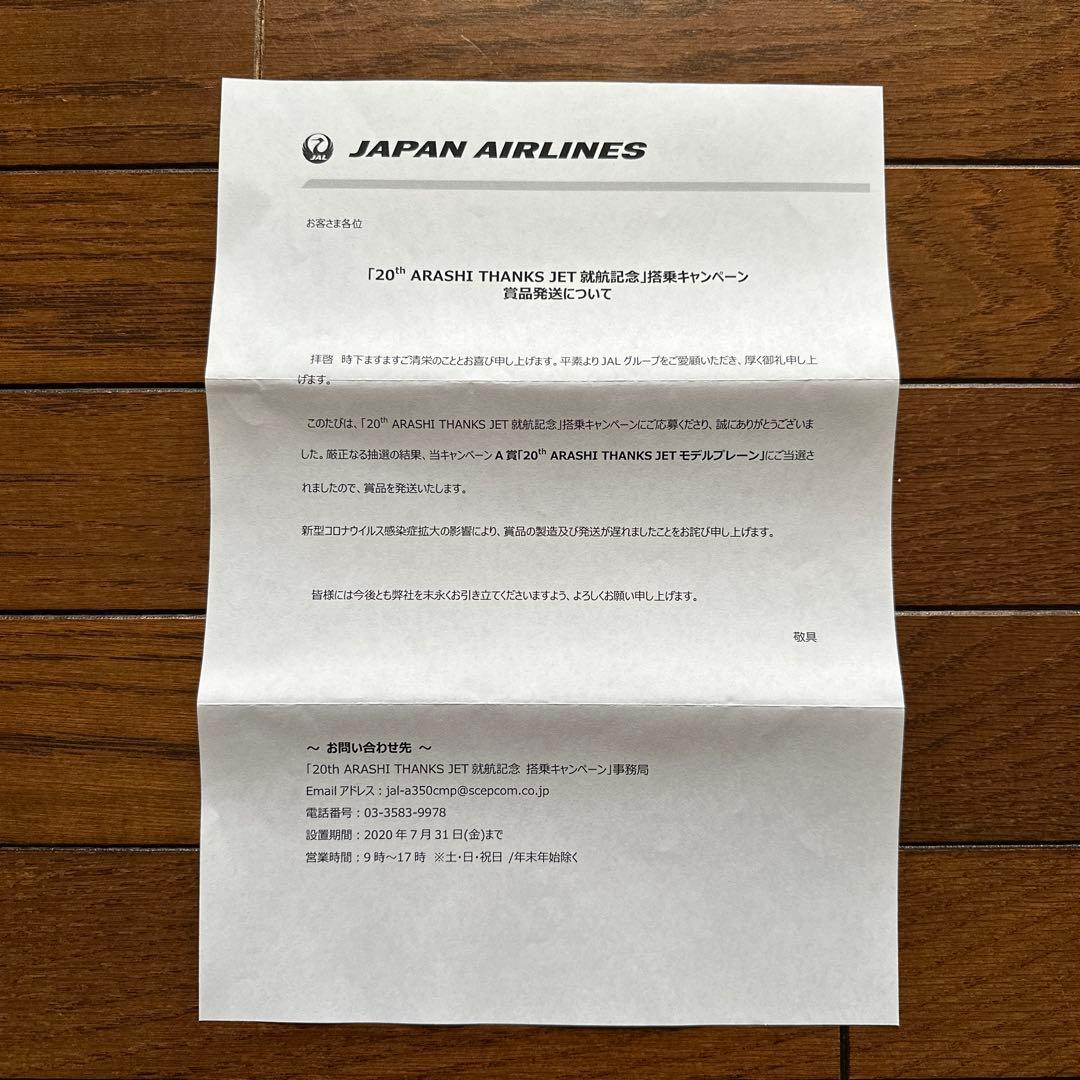 JAL JAPAN AIRLINES
お客さま各位
「20th ARASHI THANKS JET 就航記念」搭乗キャンペーン
賞品発送について
拝啓 時下ますますご清栄のこととお喜び申し上げます。平素より JAL グループをご愛顧いただき、厚く御礼申し上
げます。
このたびは、「20th ARASHI THANKS JET 就航記念」搭乗キャンペーンにご応募くださり、誠にありがとうございま
した。厳正なる抽選の結果、当キャンペーン A 賞「20th ARASHI THANKS JET モデルプレーン」にご当選さ
れましたので、賞品を発送いたします。
新型コロナウイルス感染症拡大の影響により、賞品の製造及び発送が遅れましたことをお詫び申し上げます。
皆様には今後とも弊社を末永くお引き立てくださいますよう、よろしくお願い申し上げます。
敬具
～ お問い合わせ先 ～
「20th ARASHI THANKS JET 就航記念 搭乗キャンペーン」事務局
Email アドレス：jal-a350cmp@scepcom.co.jp
電話番号：03-3583-9978
設置期間：2020 年 7 月 31 日(金)まで
営業時間：9 時～17 時 ※土・日・祝日 /年末年始除く